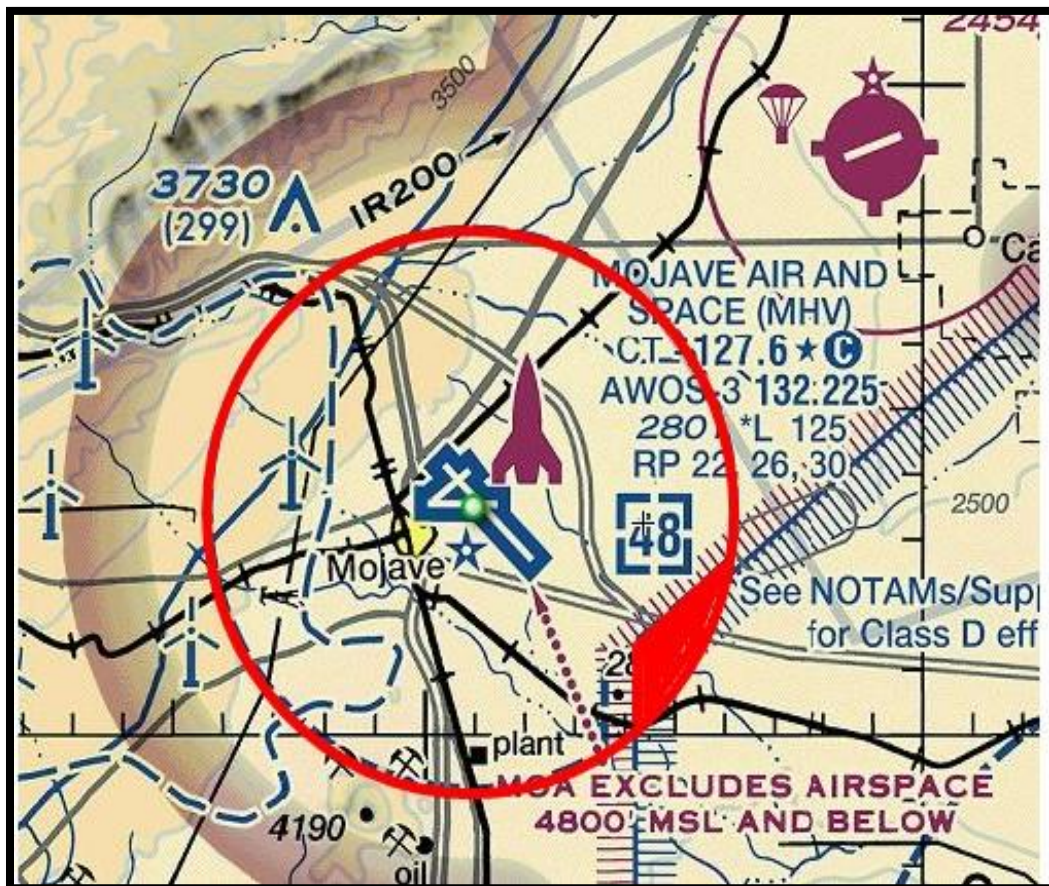 2454
3500
IR200
3730
(299)
Ca
MOJAVE AIR AND
SPACE (MHV)
CT - 127.6 ★ C
AWOS-3 132.225
280 *L 125
RP 22, 26, 30
48
2500
Mojave
See NOTAMs/Supp
for Class D eff
28
plant
MOA EXCLUDES AIRSPACE
4800' MSL AND BELOW
4190
oil